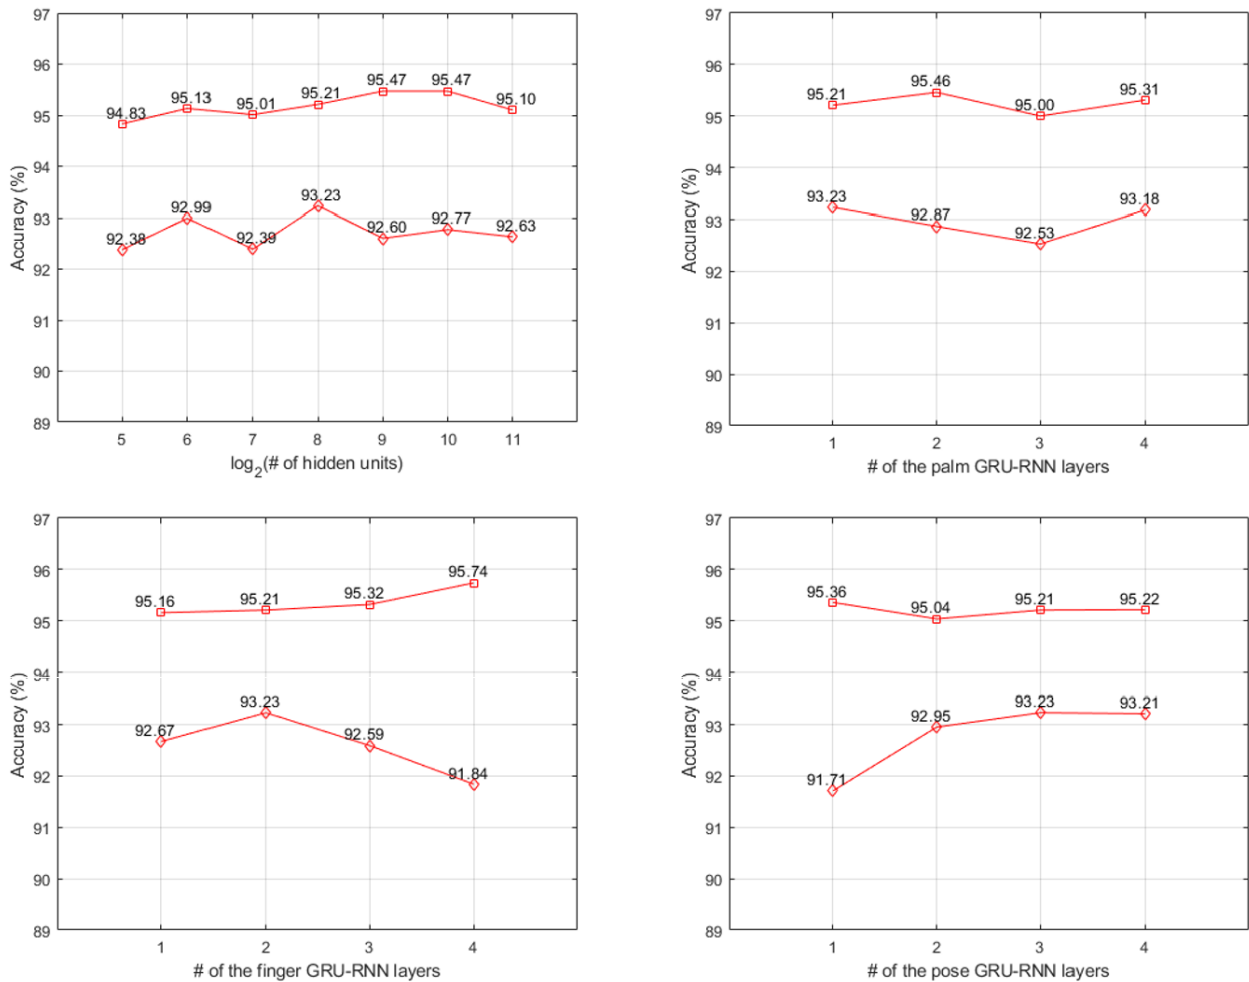 97
96
95
94
93
92
91
90
89
Accuracy (%)
94.83 95.13 95.01 95.21 95.47 95.47 95.10
92.38 92.99 92.39 93.23 92.60 92.77 92.63
5 6 7 8 9 10 11
log2(# of hidden units)
97
96
95
94
93
92
91
90
89
Accuracy (%)
95.21 95.46 95.00 95.31
93.23 92.87 92.53 93.18
1 2 3 4
# of the palm GRU-RNN layers
97
96
95
94
93
92
91
90
89
Accuracy (%)
95.16 95.21 95.32 95.74
92.67 93.23 92.59 91.84
1 2 3 4
# of the finger GRU-RNN layers
97
96
95
94
93
92
91
90
89
Accuracy (%)
95.36 95.04 95.21 95.22
91.71 92.95 93.23 93.21
1 2 3 4
# of the pose GRU-RNN layers